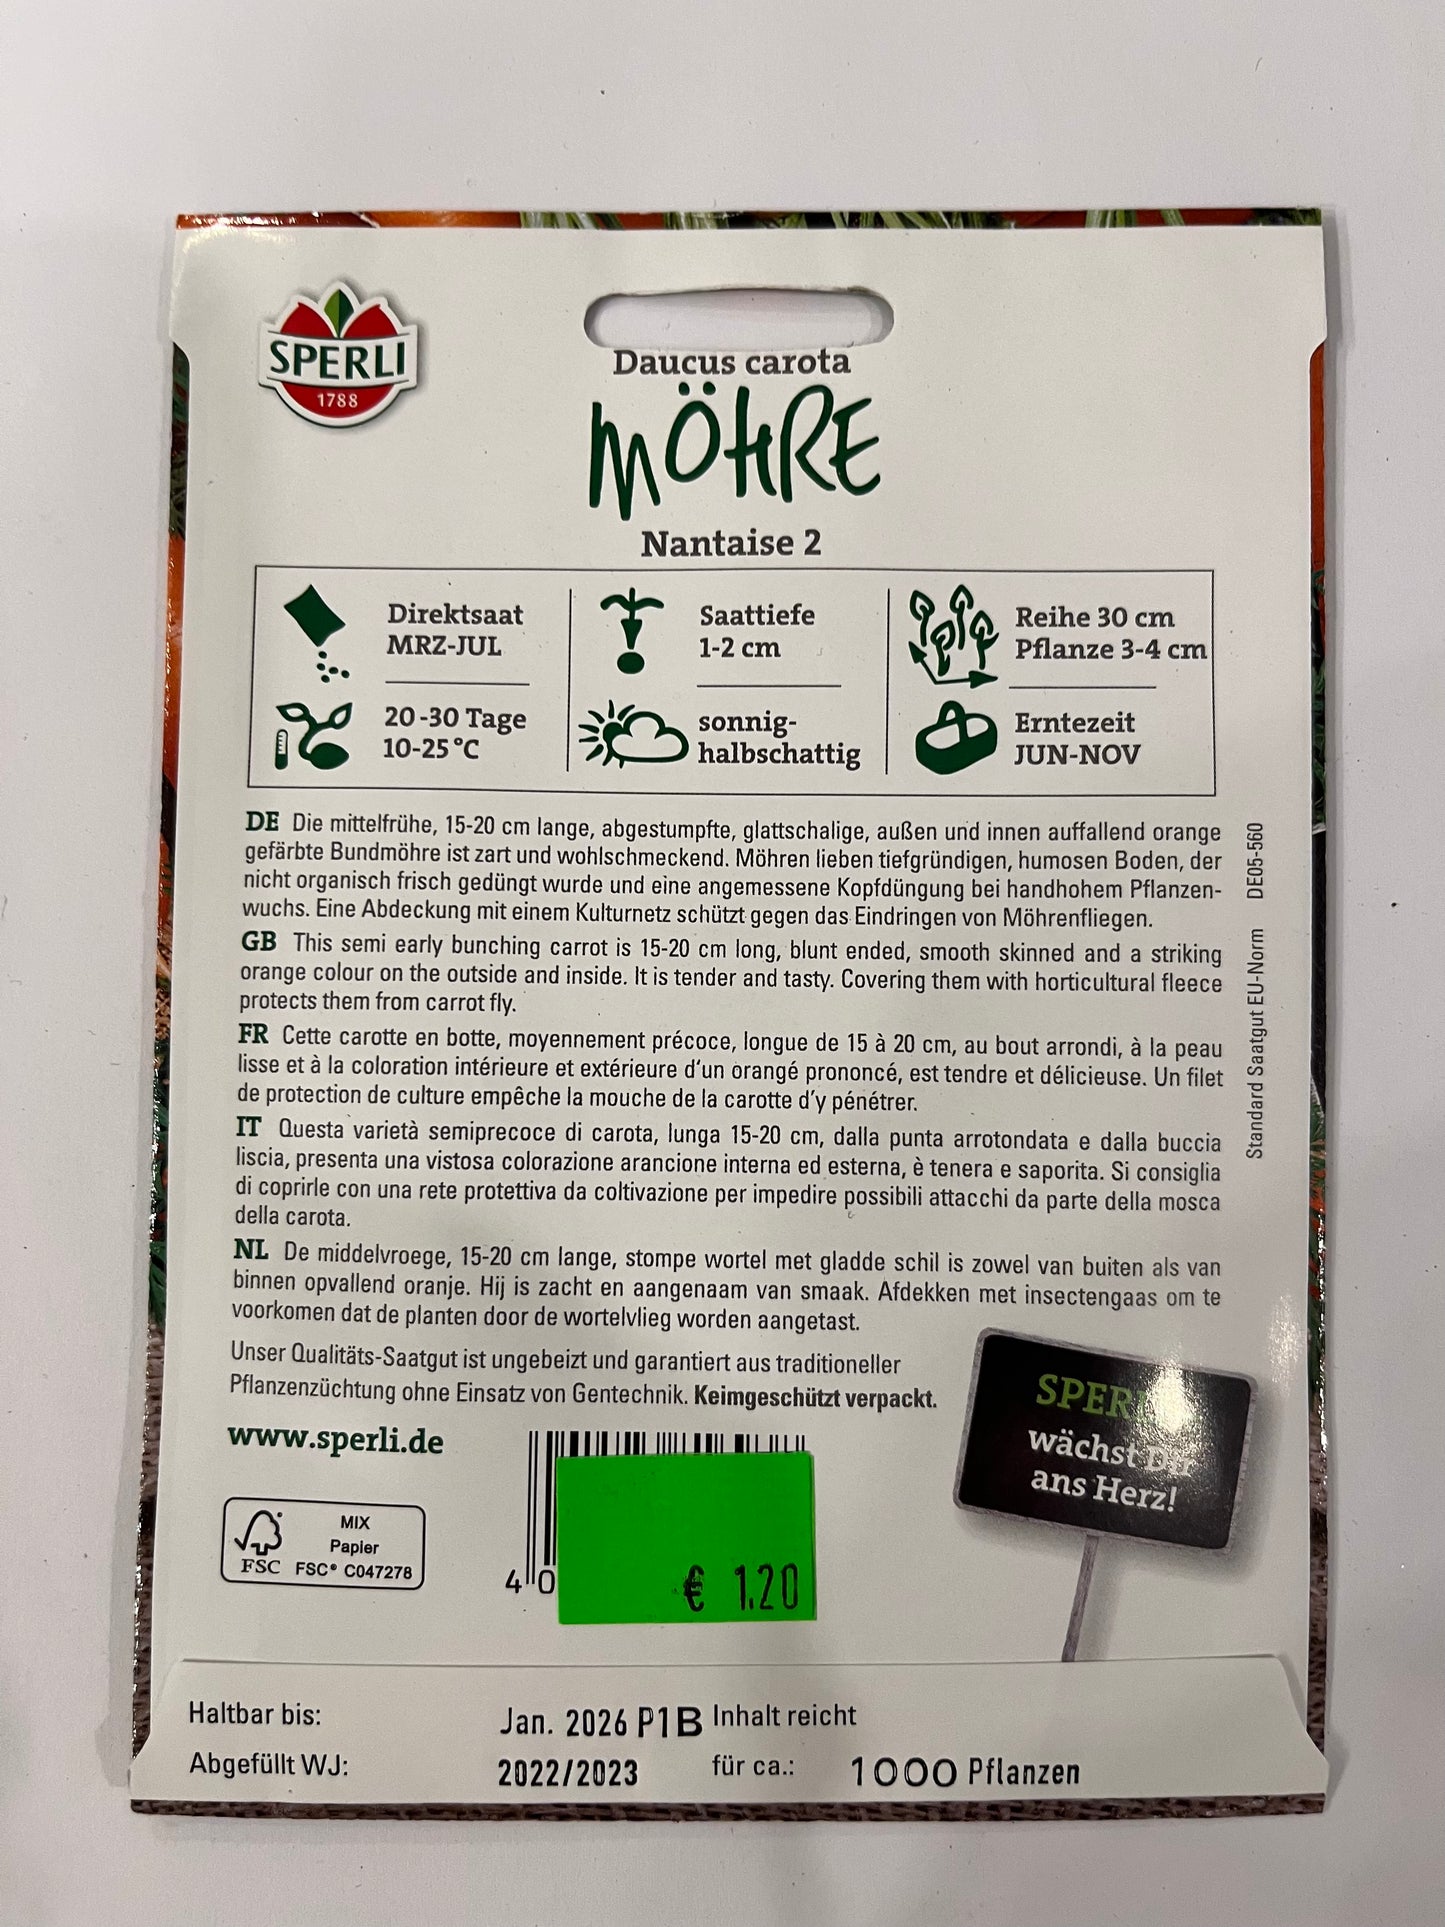 SPERLI
1788
Daucus carota
MÖHRE
Nantaise 2
Direktsaat
MRZ-JUL
20-30 Tage
10-25°C
Saattiefe
1-2 cm
sonnig-
halbschattig
Reihe 30 cm
Pflanze 3-4 cm
Erntezeit
JUN-NOV
DE Die mittelfrühe, 15-20 cm lange, abgestumpfte, glattschalige, außen und innen auffallend orange
gefärbte Bundmöhre ist zart und wohlschmeckend. Möhren lieben tiefgründigen, humosen Boden, der
nicht organisch frisch gedüngt wurde und eine angemessene Kopfdüngung bei handhohem Pflanzen-
wuchs. Eine Abdeckung mit einem Kulturnetz schützt gegen das Eindringen von Möhrenfliegen.
GB This semi early bunching carrot is 15-20 cm long, blunt ended, smooth skinned and a striking
orange colour on the outside and inside. It is tender and tasty. Covering them with horticultural fleece
protects them from carrot fly.
FR Cette carotte en botte, moyennement précoce, longue de 15 à 20 cm, au bout arrondi, à la peau
lisse et à la coloration intérieure et extérieure d'un orangé prononcé, est tendre et délicieuse. Un filet
de protection de culture empêche la mouche de la carotte d'y pénétrer.
IT Questa varietà semiprecoce di carota, lunga 15-20 cm, dalla punta arrotondata e dalla buccia
liscia, presenta una vistosa colorazione arancione interna ed esterna, è tenera e saporita. Si consiglia
di coprirle con una rete protettiva da coltivazione per impedire possibili attacchi da parte della mosca
della carota.
NL De middelvroege, 15-20 cm lange, stompe wortel met gladde schil is zowel van buiten als van
binnen opvallend oranje. Hij is zacht en aangenaam van smaak. Afdekken met insectengaas om te
voorkomen dat de planten door de wortelvlieg worden aangetast.
Unser Qualitäts-Saatgut ist ungebeizt und garantiert aus traditioneller
Pflanzenzüchtung ohne Einsatz von Gentechnik. Keimgeschützt verpackt.
Standard Saatgut EU-Norm DE05-560
www.sperli.de
SPERLI
wächst Dir
ans Herz!
FSC
MIX
Papier
FSC® C047278
4 0
€ 1.20
Haltbar bis: Jan. 2026 P1B Inhalt reicht
Abgefüllt WJ: 2022/2023 für ca.: 1000 Pflanzen